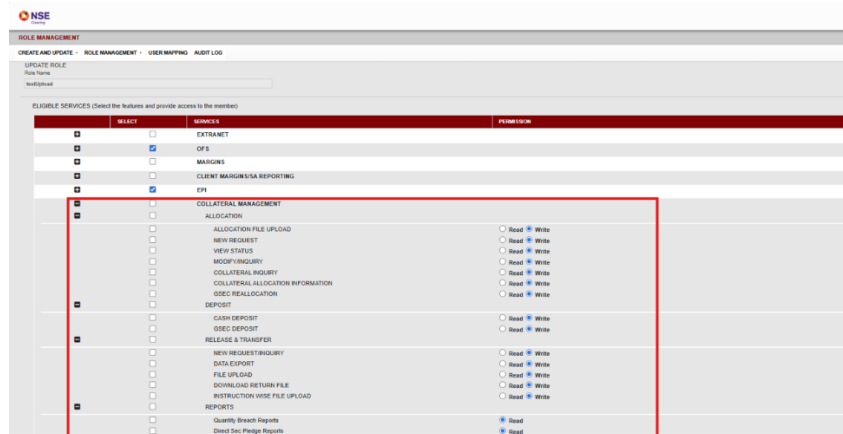 NSE
Clearing
ROLE MANAGEMENT
CREATE AND UPDATE ROLE MANAGEMENT USER MAPPING AUDIT LOG
UPDATE ROLE
Role Name
testUpload
ELIGIBLE SERVICES (Select the features and provide access to the member)
SELECT SERVICES PERMISSION
EXTRANET
OFS
MARGINS
CLIENT MARGINS/SA REPORTING
EPI
COLLATERAL MANAGEMENT
ALLOCATION
ALLOCATION FILE UPLOAD Read Write
NEW REQUEST Read Write
VIEW STATUS Read Write
MODIFY/INQUIRY Read Write
COLLATERAL INQUIRY Read Write
COLLATERAL ALLOCATION INFORMATION Read Write
GSEC REALLOCATION Read Write
DEPOSIT
CASH DEPOSIT Read Write
GSEC DEPOSIT Read Write
RELEASE & TRANSFER
NEW REQUEST/INQUIRY Read Write
DATA EXPORT Read Write
FILE UPLOAD Read Write
DOWNLOAD RETURN FILE Read Write
INSTRUCTION WISE FILE UPLOAD Read Write
REPORTS
Quantity Breach Reports Read
Direct Sec Pledge Reports Read